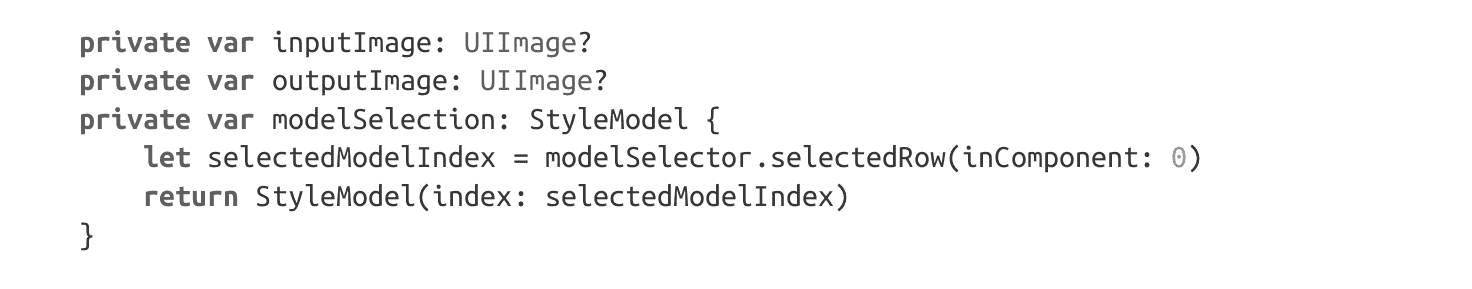 private var inputImage: UIImage?
private var outputImage: UIImage?
private var modelSelection: StyleModel {
    let selectedModelIndex = modelSelector.selectedRow(inComponent: 0)
    return StyleModel(index: selectedModelIndex)
}